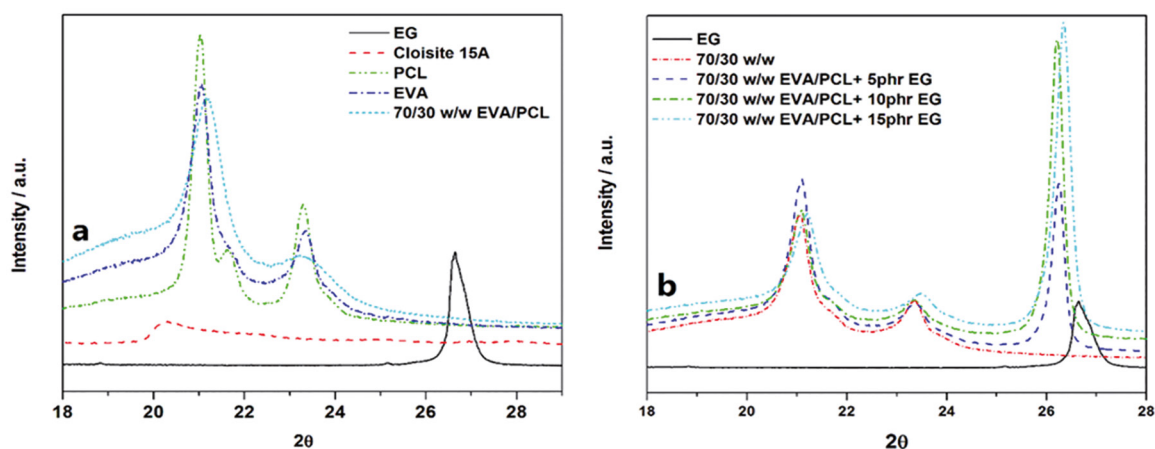 EG
Cloisite 15A
PCL
EVA
70/30 w/w EVA/PCL
Intensity / a.u.
a
18 20 22 24 26 28
2θ
EG
70/30 w/w
70/30 w/w EVA/PCL+ 5phr EG
70/30 w/w EVA/PCL+ 10phr EG
70/30 w/w EVA/PCL+ 15phr EG
Intensity / a.u.
b
18 20 22 24 26 28
2θ